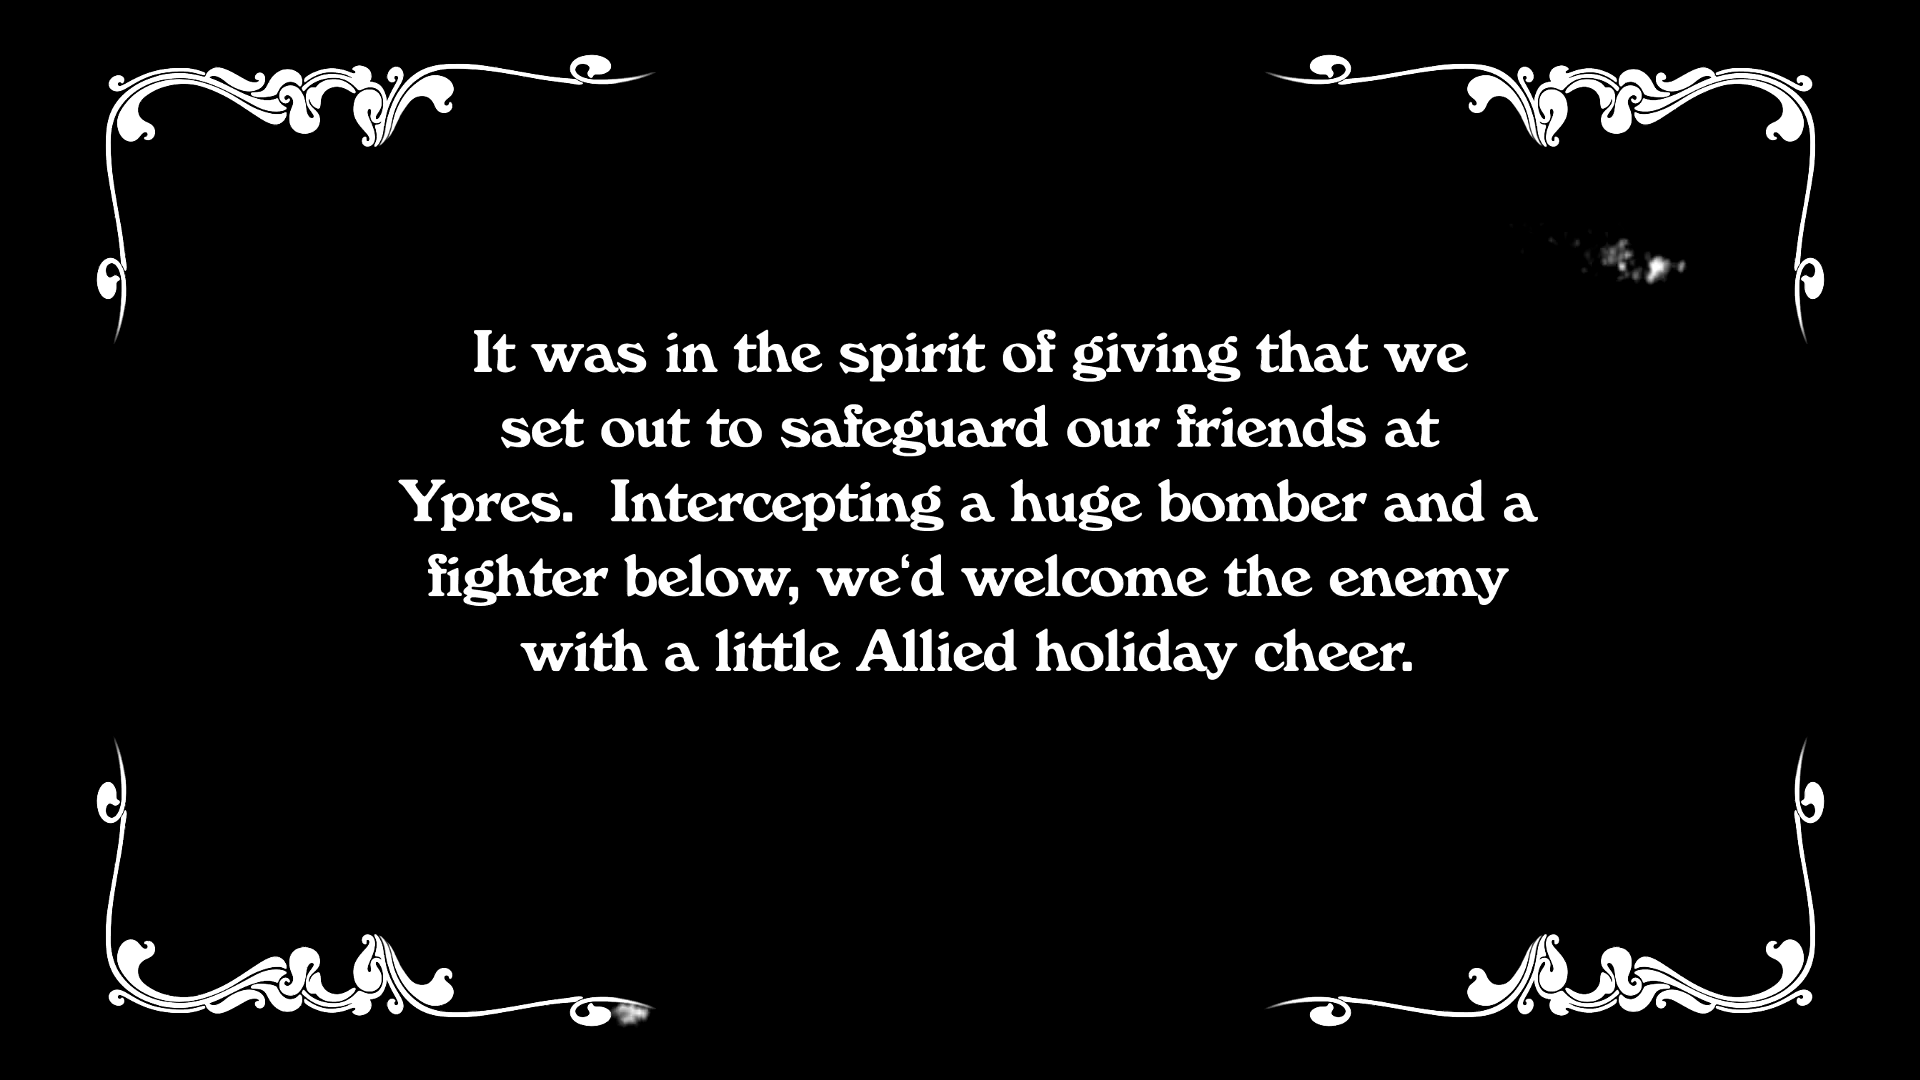 It was in the spirit of giving that we
set out to safeguard our friends at
Ypres.  Intercepting a huge bomber and a
fighter below, we‘d welcome the enemy
with a little Allied holiday cheer.